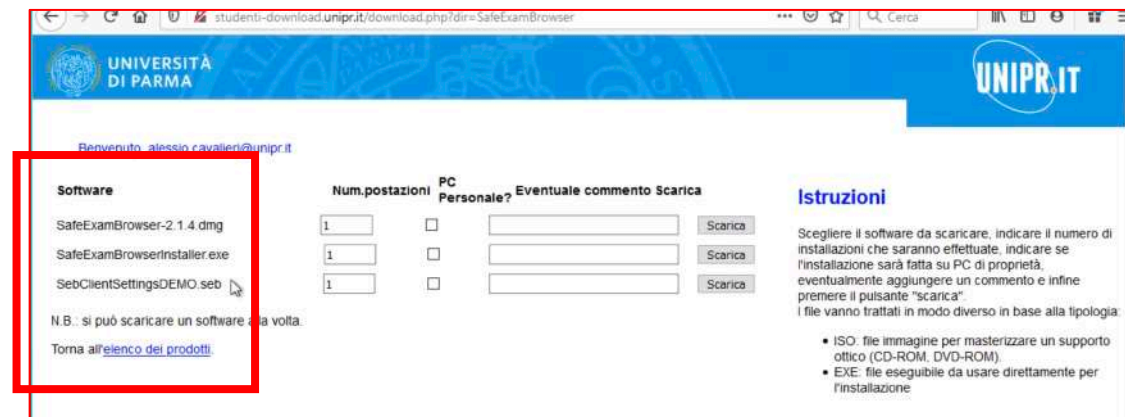 studenti-download.unipr.it/download.php?dir=SafeExamBrowser
Cerca
UNIVERSITÀ
DI PARMA
UNIPR.IT
Benvenuto, alessio.cavalieri@unipr.it
Software Num.postazioni PC Personale? Eventuale commento Scarica
SafeExamBrowser-2.1.4.dmg 1 Scarica
SafeExamBrowserInstaller.exe 1 Scarica
SebClientSettingsDEMO.seb 1 Scarica
N.B.: si può scaricare un software alla volta.
Torna all'elenco dei prodotti.
Istruzioni
Scegliere il software da scaricare, indicare il numero di
installazioni che saranno effettuate, indicare se
l'installazione sarà fatta su PC di proprietà,
eventualmente aggiungere un commento e infine
premere il pulsante "scarica".
I file vanno trattati in modo diverso in base alla tipologia:
• ISO: file immagine per masterizzare un supporto
ottico (CD-ROM, DVD-ROM).
• EXE: file eseguibile da usare direttamente per
l'installazione